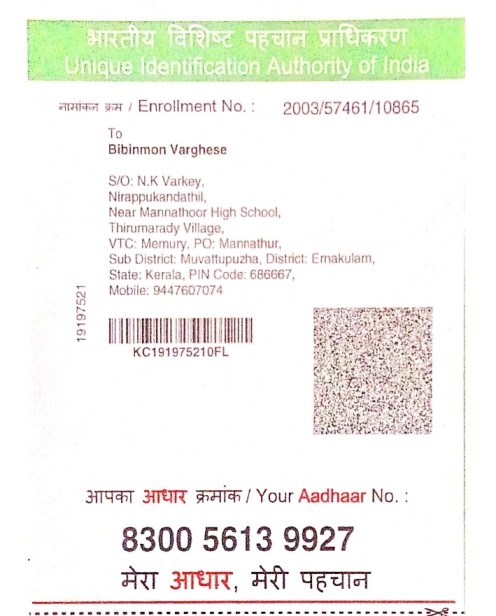 भारतीय विशिष्ट पहचान प्राधिकरण
Unique Identification Authority of India
नामांकन क्रम / Enrollment No. : 2003/57461/10865
To
Bibinmon Varghese
S/O: N.K Varkey,
Nirappukandathil,
Near Mannathoor High School,
Thirumarady Village,
VTC: Memury, PO: Mannathur,
Sub District: Muvattupuzha, District: Ernakulam,
State: Kerala, PIN Code: 686667,
Mobile: 9447607074
19197521
KC191975210FL
आपका आधार क्रमांक / Your Aadhaar No. :
8300 5613 9927
मेरा आधार, मेरी पहचान